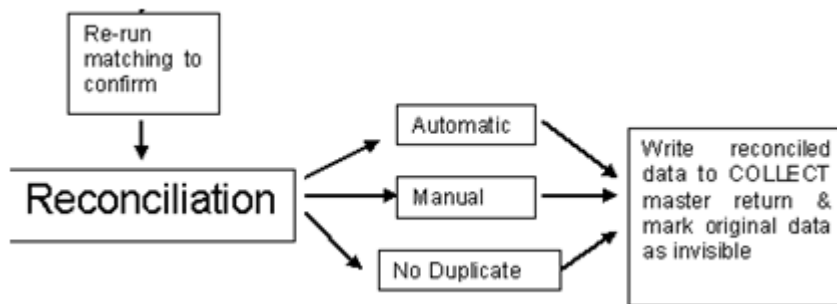 Re-run
matching to
confirm
Automatic
Reconciliation
Manual
No Duplicate
Write reconciled
data to COLLECT
master return &
mark original data
as invisible